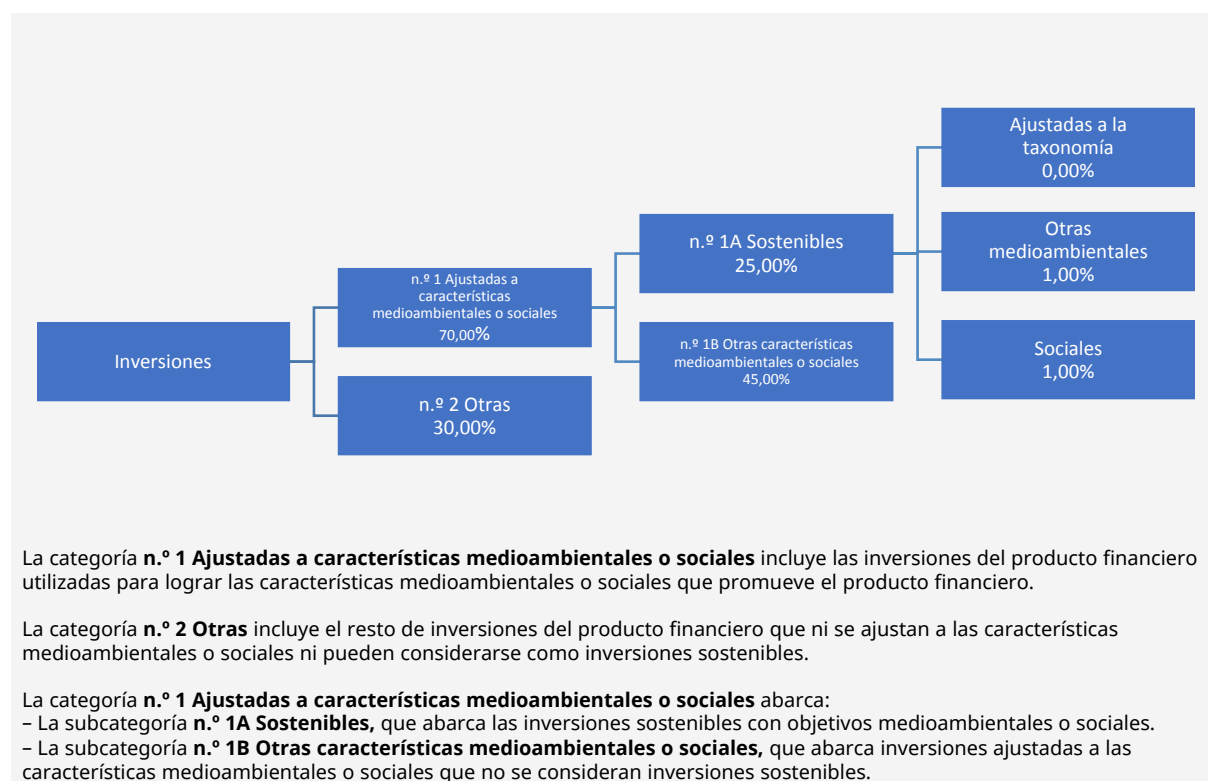 Inversiones
n.º 1 Ajustadas a
características
medioambientales o sociales
70,00%
n.º 2 Otras
30,00%
n.º 1A Sostenibles
25,00%
n.º 1B Otras características
medioambientales o sociales
45,00%
Ajustadas a la
taxonomía
0,00%
Otras
medioambientales
1,00%
Sociales
1,00%
La categoría n.º 1 Ajustadas a características medioambientales o sociales incluye las inversiones del producto financiero
utilizadas para lograr las características medioambientales o sociales que promueve el producto financiero.
La categoría n.º 2 Otras incluye el resto de inversiones del producto financiero que ni se ajustan a las características
medioambientales o sociales ni pueden considerarse como inversiones sostenibles.
La categoría n.º 1 Ajustadas a características medioambientales o sociales abarca:
– La subcategoría n.º 1A Sostenibles, que abarca las inversiones sostenibles con objetivos medioambientales o sociales.
– La subcategoría n.º 1B Otras características medioambientales o sociales, que abarca inversiones ajustadas a las
características medioambientales o sociales que no se consideran inversiones sostenibles.